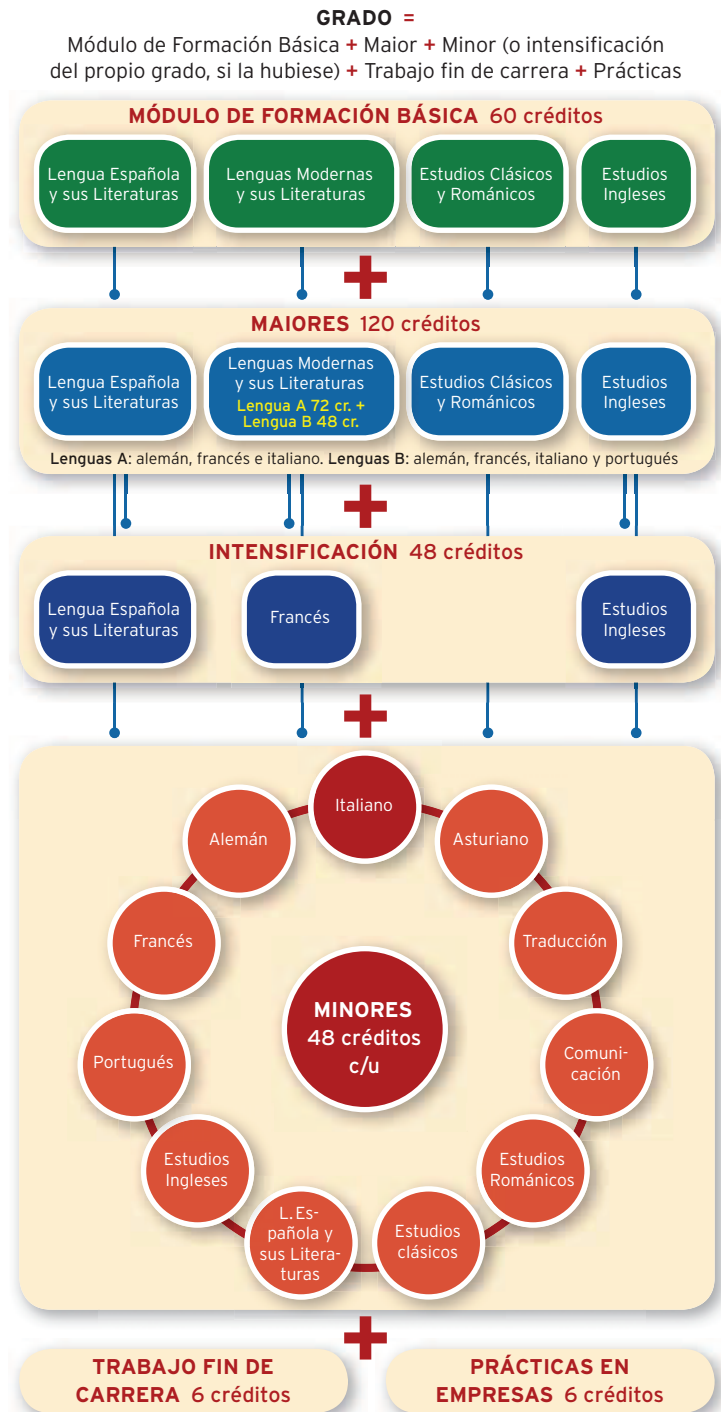 GRADO =
Módulo de Formación Básica + Maior + Minor (o intensificación
del propio grado, si la hubiese) + Trabajo fin de carrera + Prácticas
MÓDULO DE FORMACIÓN BÁSICA 60 créditos
Lengua Española
y sus Literaturas
Lenguas Modernas
y sus Literaturas
Estudios Clásicos
y Románicos
Estudios
Ingleses
+
MAIORES 120 créditos
Lengua Española
y sus Literaturas
Lenguas Modernas
y sus Literaturas
Lengua A 72 cr. +
Lengua B 48 cr.
Estudios Clásicos
y Románicos
Estudios
Ingleses
Lenguas A: alemán, francés e italiano. Lenguas B: alemán, francés, italiano y portugués
+
INTENSIFICACIÓN 48 créditos
Lengua Española
y sus Literaturas
Francés
Estudios
Ingleses
+
Italiano
Alemán
Asturiano
Francés
Traducción
MINORES
48 créditos
c/u
Portugués
Comuni-
cación
Estudios
Ingleses
Estudios
Románicos
L. Es-
pañola y
sus Litera-
turas
Estudios
clásicos
+
TRABAJO FIN DE
CARRERA 6 créditos
PRÁCTICAS EN
EMPRESAS 6 créditos